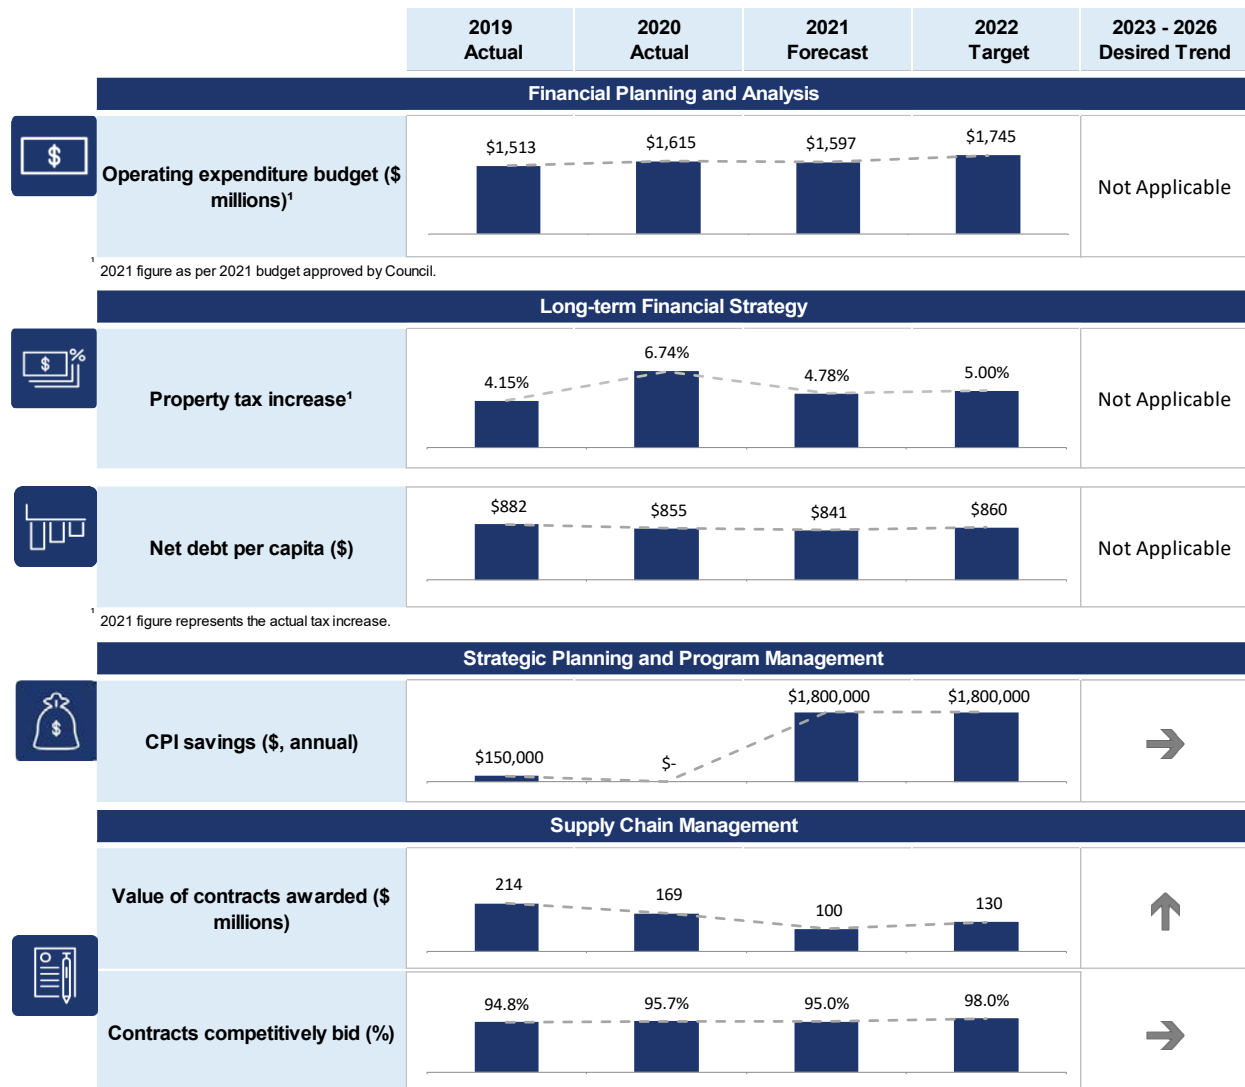 2019 Actual
2020 Actual
2021 Forecast
2022 Target
2023 - 2026 Desired Trend
Financial Planning and Analysis
$
Operating expenditure budget ($
millions)¹
$1,513
$1,615
$1,597
$1,745
Not Applicable
¹ 2021 figure as per 2021 budget approved by Council.
Long-term Financial Strategy
$ %
Property tax increase¹
4.15%
6.74%
4.78%
5.00%
Not Applicable
Net debt per capita ($)
$882
$855
$841
$860
Not Applicable
¹ 2021 figure represents the actual tax increase.
Strategic Planning and Program Management
$
CPI savings ($, annual)
$150,000
$-
$1,800,000
$1,800,000
Supply Chain Management
Value of contracts awarded ($
millions)
214
169
100
130
Contracts competitively bid (%)
94.8%
95.7%
95.0%
98.0%